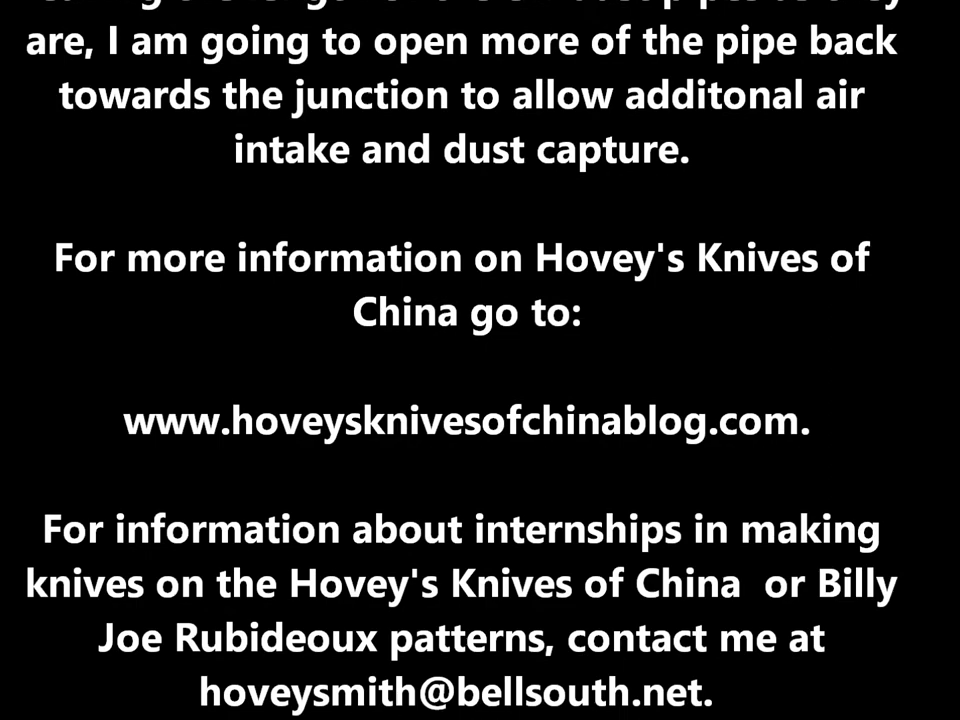 are, I am going to open more of the pipe back
towards the junction to allow additonal air
intake and dust capture.
For more information on Hovey's Knives of
China go to:
www.hoveysknivesofchinablog.com.
For information about internships in making
knives on the Hovey's Knives of China  or Billy
Joe Rubideoux patterns, contact me at
hoveysmith@bellsouth.net.